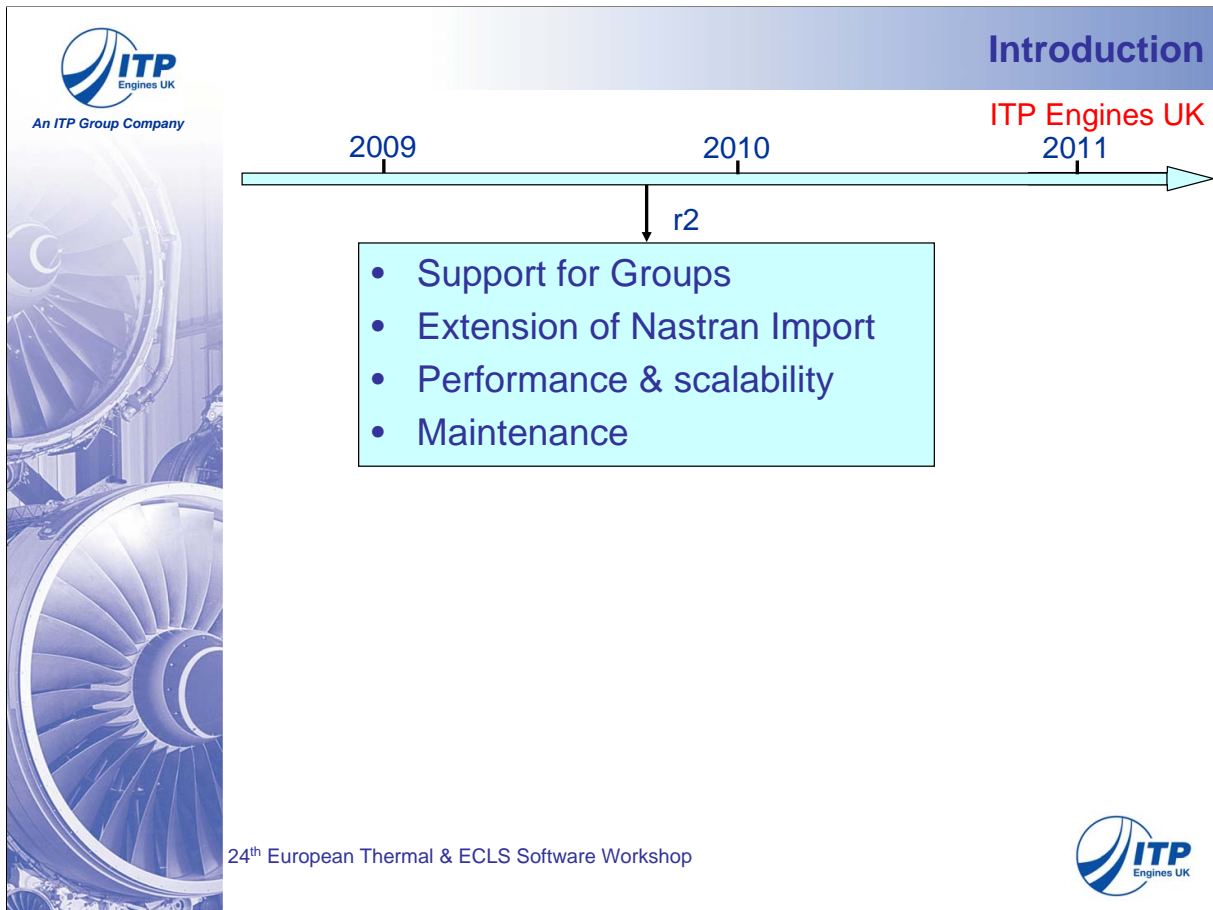 ITP
Engines UK
An ITP Group Company
Introduction
ITP Engines UK
2009 2010 2011
r2
• Support for Groups
• Extension of Nastran Import
• Performance & scalability
• Maintenance
24th European Thermal & ECLS Software Workshop
ITP
Engines UK